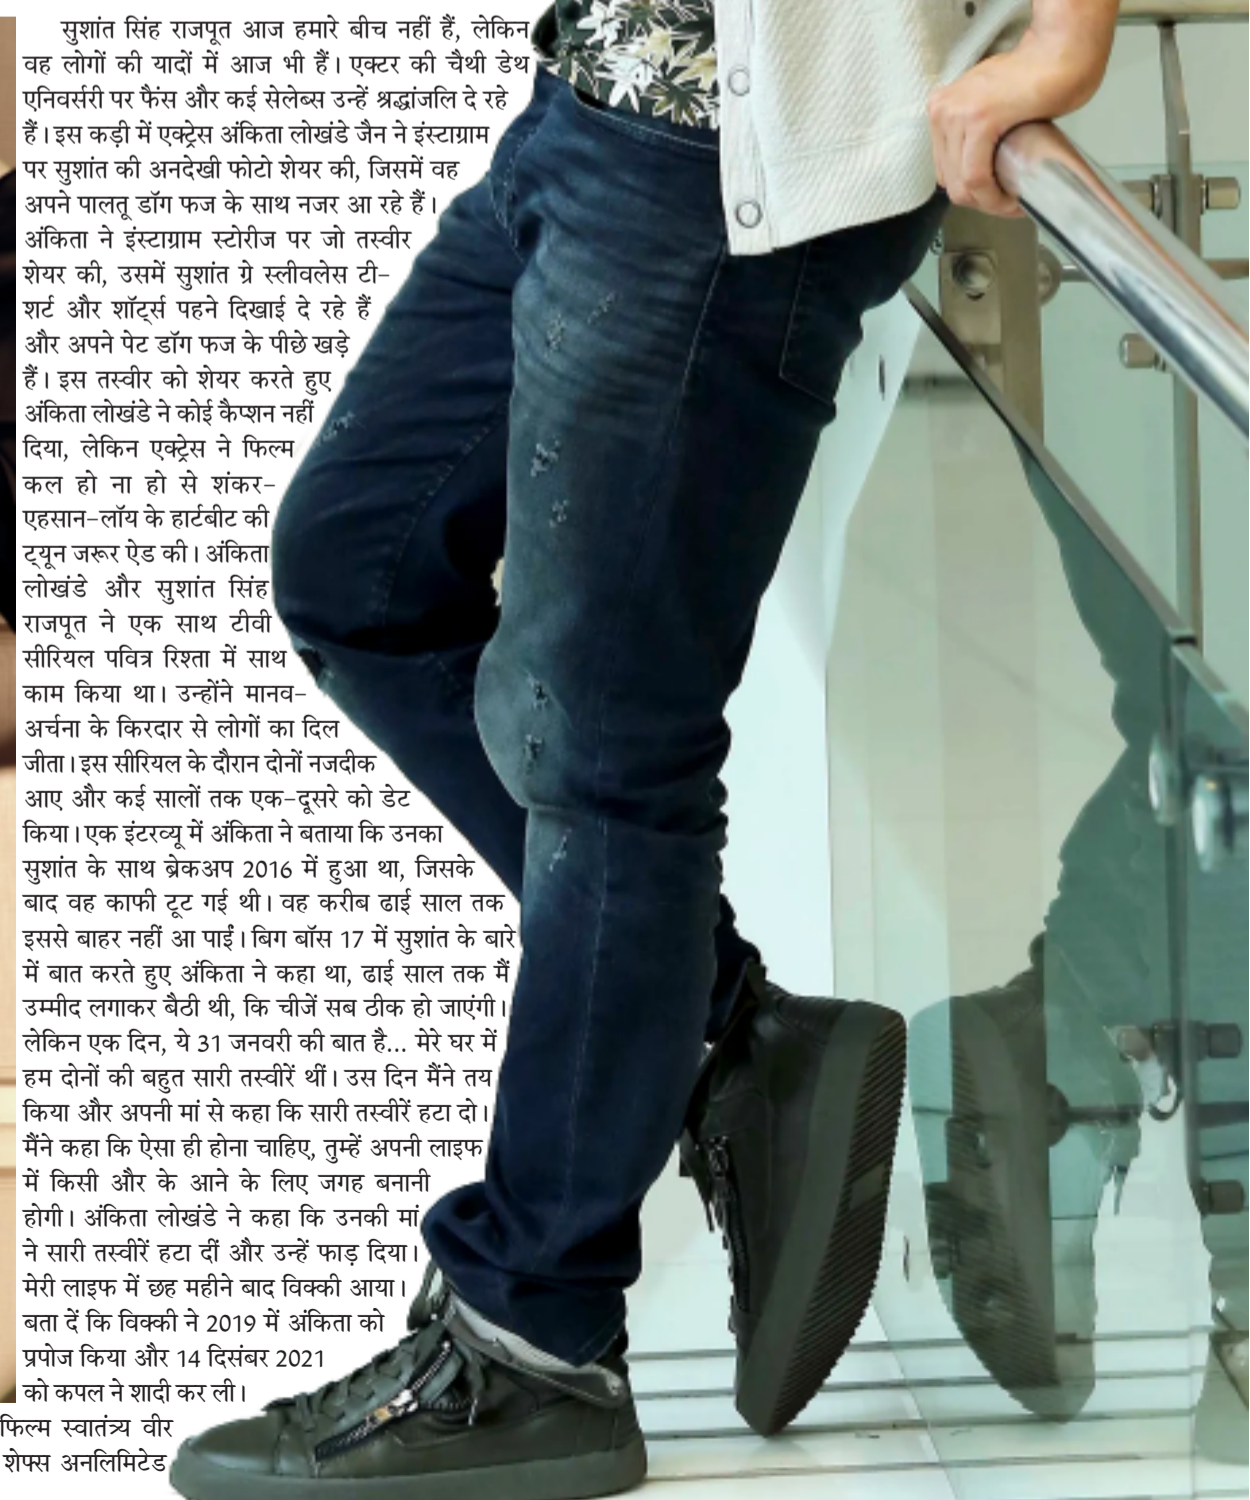 सुशांत सिंह राजपूत आज हमारे बीच नहीं हैं, लेकिन
वह लोगों की यादों में आज भी हैं। एक्टर की चैथी डेथ
एनिवर्सरी पर फैंस और कई सेलेब्स उन्हें श्रद्धांजलि दे रहे
हैं। इस कड़ी में एक्ट्रेस अंकिता लोखंडे जैन ने इंस्टाग्राम
पर सुशांत की अनदेखी फोटो शेयर की, जिसमें वह
अपने पालतू डॉग फज के साथ नजर आ रहे हैं।
अंकिता ने इंस्टाग्राम स्टोरीज पर जो तस्वीर
शेयर की, उसमें सुशांत ग्रे स्लीवलेस टी-
शर्ट और शॉर्ट्स पहने दिखाई दे रहे हैं
और अपने पेट डॉग फज के पीछे खड़े
हैं। इस तस्वीर को शेयर करते हुए
अंकिता लोखंडे ने कोई कैप्शन नहीं
दिया, लेकिन एक्ट्रेस ने फिल्म
कल हो ना हो से शंकर-
एहसान-लॉय के हार्टबीट की
ट्यून जरूर ऐड की। अंकिता
लोखंडे और सुशांत सिंह
राजपूत ने एक साथ टीवी
सीरियल पवित्र रिश्ता में साथ
काम किया था। उन्होंने मानव-
अर्चना के किरदार से लोगों का दिल
जीता। इस सीरियल के दौरान दोनों नजदीक
आए और कई सालों तक एक-दूसरे को डेट
किया। एक इंटरव्यू में अंकिता ने बताया कि उनका
सुशांत के साथ ब्रेकअप 2016 में हुआ था, जिसके
बाद वह काफी टूट गई थी। वह करीब ढाई साल तक
इससे बाहर नहीं आ पाईं। बिग बॉस 17 में सुशांत के बारे
में बात करते हुए अंकिता ने कहा था, ढाई साल तक मैं
उम्मीद लगाकर बैठी थी, कि चीजें सब ठीक हो जाएंगी।
लेकिन एक दिन, ये 31 जनवरी की बात है... मेरे घर में
हम दोनों की बहुत सारी तस्वीरें थीं। उस दिन मैंने तय
किया और अपनी मां से कहा कि सारी तस्वीरें हटा दो।
मैंने कहा कि ऐसा ही होना चाहिए, तुम्हें अपनी लाइफ
में किसी और के आने के लिए जगह बनानी
होगी। अंकिता लोखंडे ने कहा कि उनकी मां
ने सारी तस्वीरें हटा दीं और उन्हें फाड़ दिया।
मेरी लाइफ में छह महीने बाद विक्की आया।
बता दें कि विक्की ने 2019 में अंकिता को
प्रपोज किया और 14 दिसंबर 2021
को कपल ने शादी कर ली।
फिल्म स्वातंत्र्य वीर
शेफ्स अनलिमिटेड